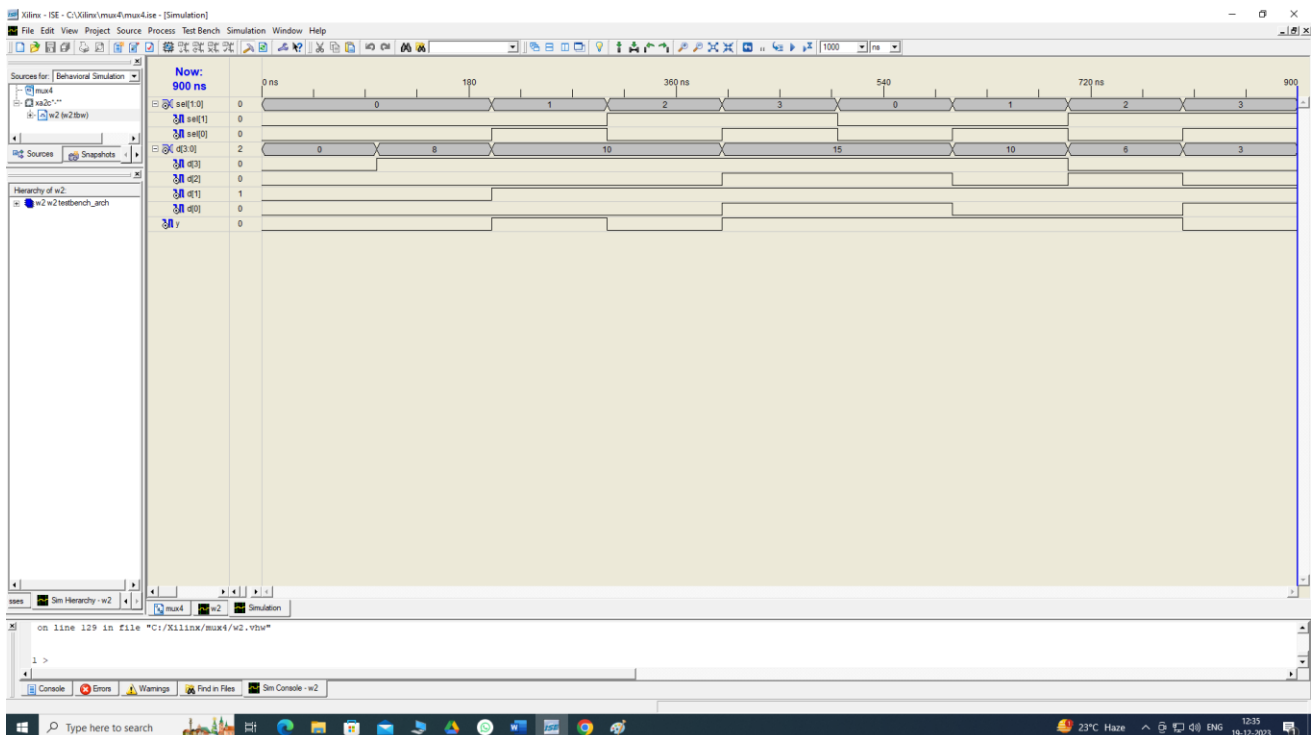 Xilinx - ISE - C:\Xilinx\mux4\mux4.ise - [Simulation]
File Edit View Project Source Process Test Bench Simulation Window Help
1000 ns
Sources for: Behavioral Simulation
mux4
xa2c*-**
w2 (w2.tbw)
Sources Snapshots
Hierarchy of w2:
w2 w2 testbench_arch
sses Sim Hierarchy - w2
Now:
900 ns
0 ns 180 360 ns 540 720 ns 900
sel[1:0] 0 0 1 2 3 0 1 2 3
sel[1] 0
sel[0] 0
d[3:0] 2 0 8 10 15 10 6 3
d[3] 0
d[2] 0
d[1] 1
d[0] 0
y 0
mux4 w2 Simulation
on line 129 in file "C:/Xilinx/mux4/w2.vhw"
1 >
Console Errors Warnings Find in Files Sim Console - w2
Type here to search
23°C Haze ENG 12:35
19-12-2023